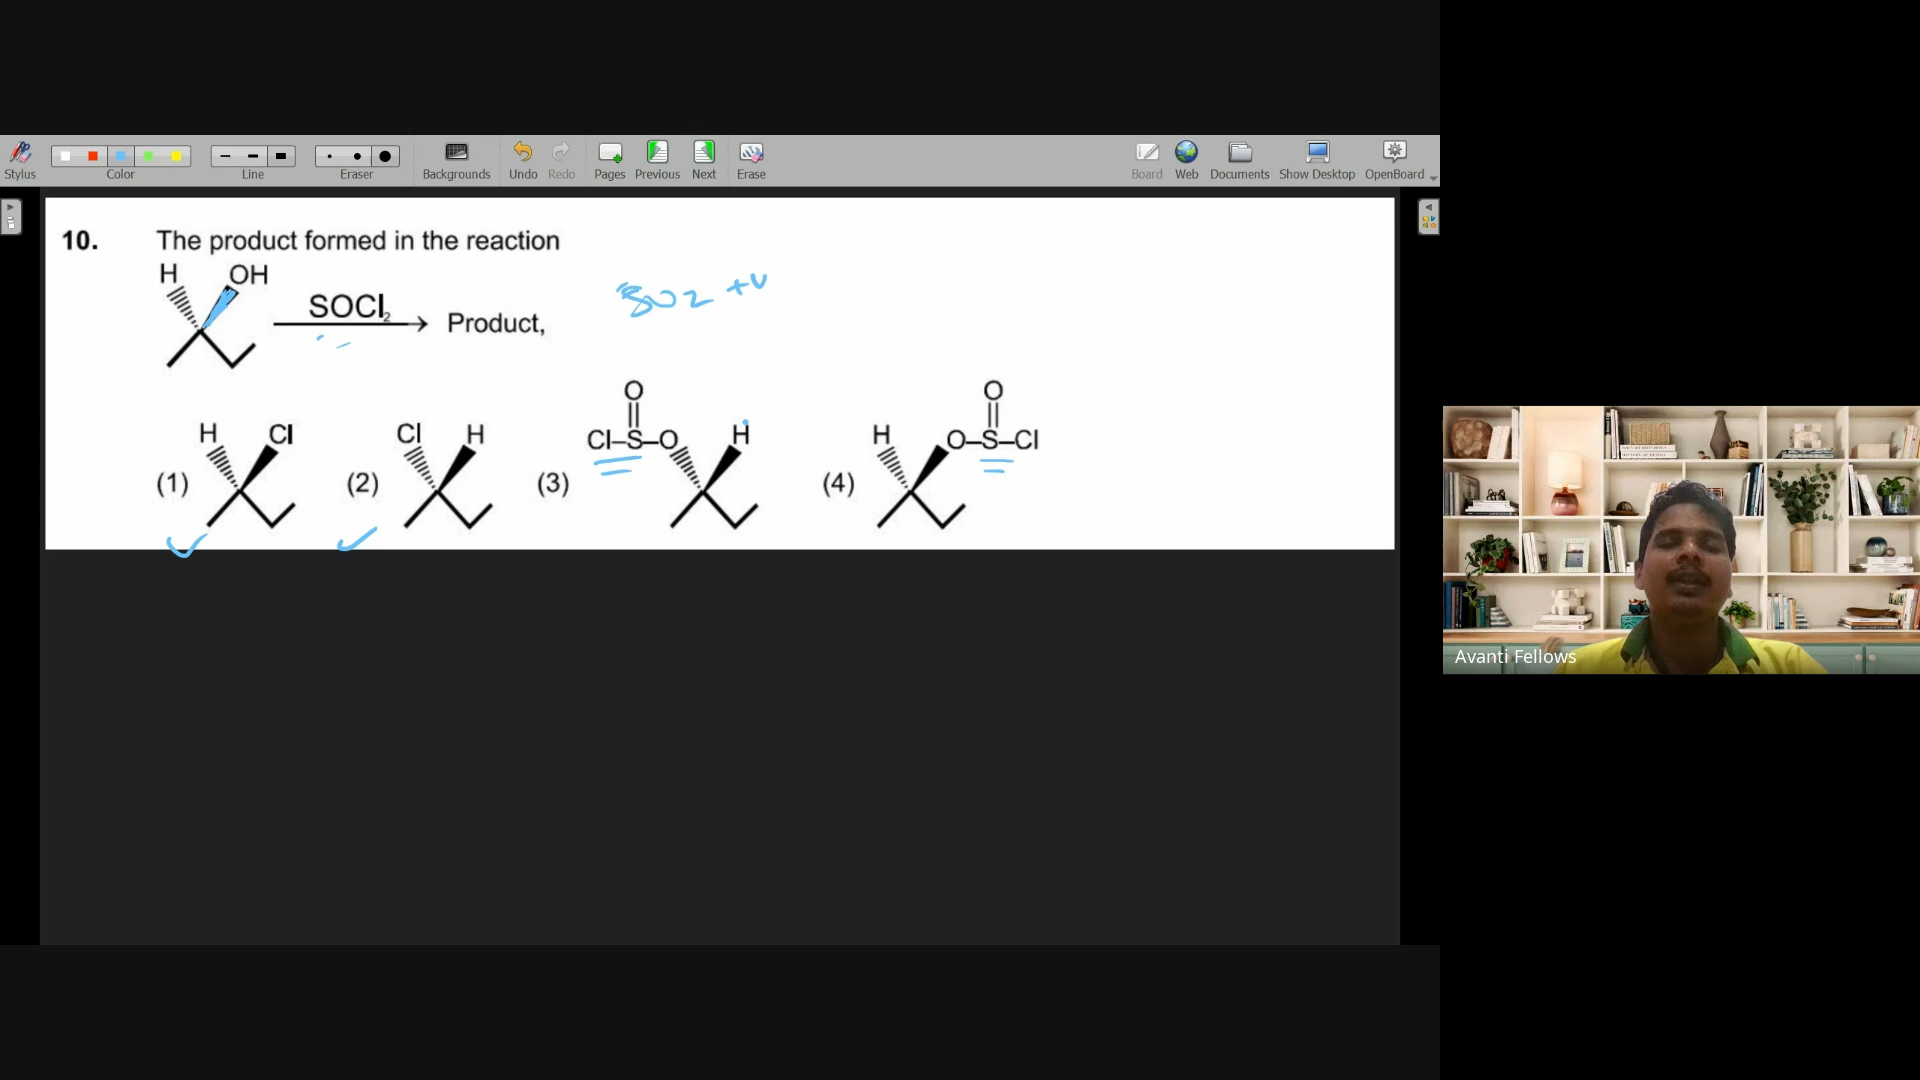 Stylus
Color
Line
Eraser
Backgrounds
Undo
Redo
Pages
Previous
Next
Erase
Board
Web
Documents
Show Desktop
OpenBoard
10. The product formed in the reaction
H OH
SOCl₂
Product,
SO2 +
(1) H Cl
(2) Cl H
(3) Cl–S–O O H
(4) H O–S–Cl O
Avanti Fellows